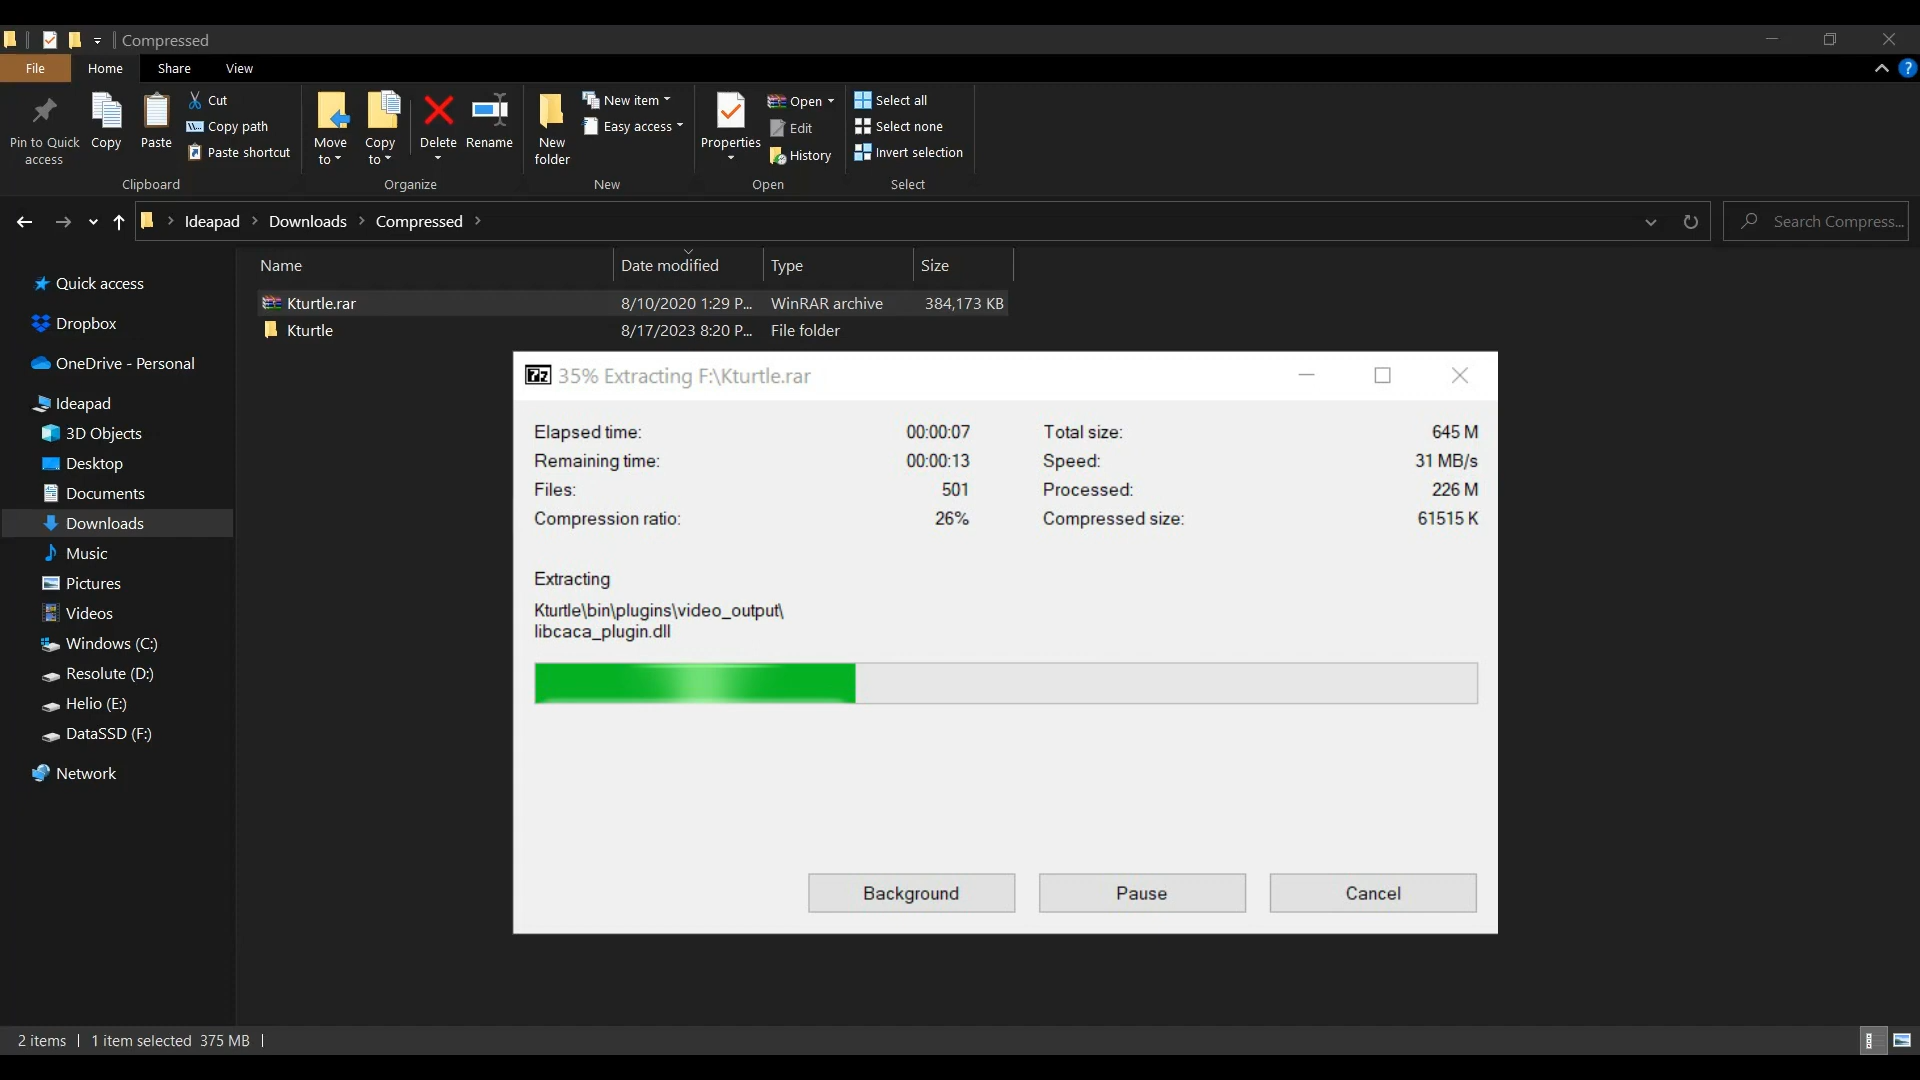 Compressed
File Home Share View
?
Pin to Quick access
Copy
Paste
Cut
Copy path
Paste shortcut
Clipboard
Move to
Copy to
Delete
Rename
Organize
New folder
New item
Easy access
New
Properties
Open
Edit
History
Open
Select all
Select none
Invert selection
Select
Ideapad Downloads Compressed
Search Compress...
Name Date modified Type Size
Kturtle.rar 8/10/2020 1:29 P... WinRAR archive 384,173 KB
Kturtle 8/17/2023 8:20 P... File folder
Quick access
Dropbox
OneDrive - Personal
Ideapad
3D Objects
Desktop
Documents
Downloads
Music
Pictures
Videos
Windows (C:)
Resolute (D:)
Helio (E:)
DataSSD (F:)
Network
7z 35% Extracting F:\Kturtle.rar
Elapsed time: 00:00:07 Total size: 645 M
Remaining time: 00:00:13 Speed: 31 MB/s
Files: 501 Processed: 226 M
Compression ratio: 26% Compressed size: 61515 K
Extracting
Kturtle\bin\plugins\video_output\
libcaca_plugin.dll
Background Pause Cancel
2 items 1 item selected 375 MB